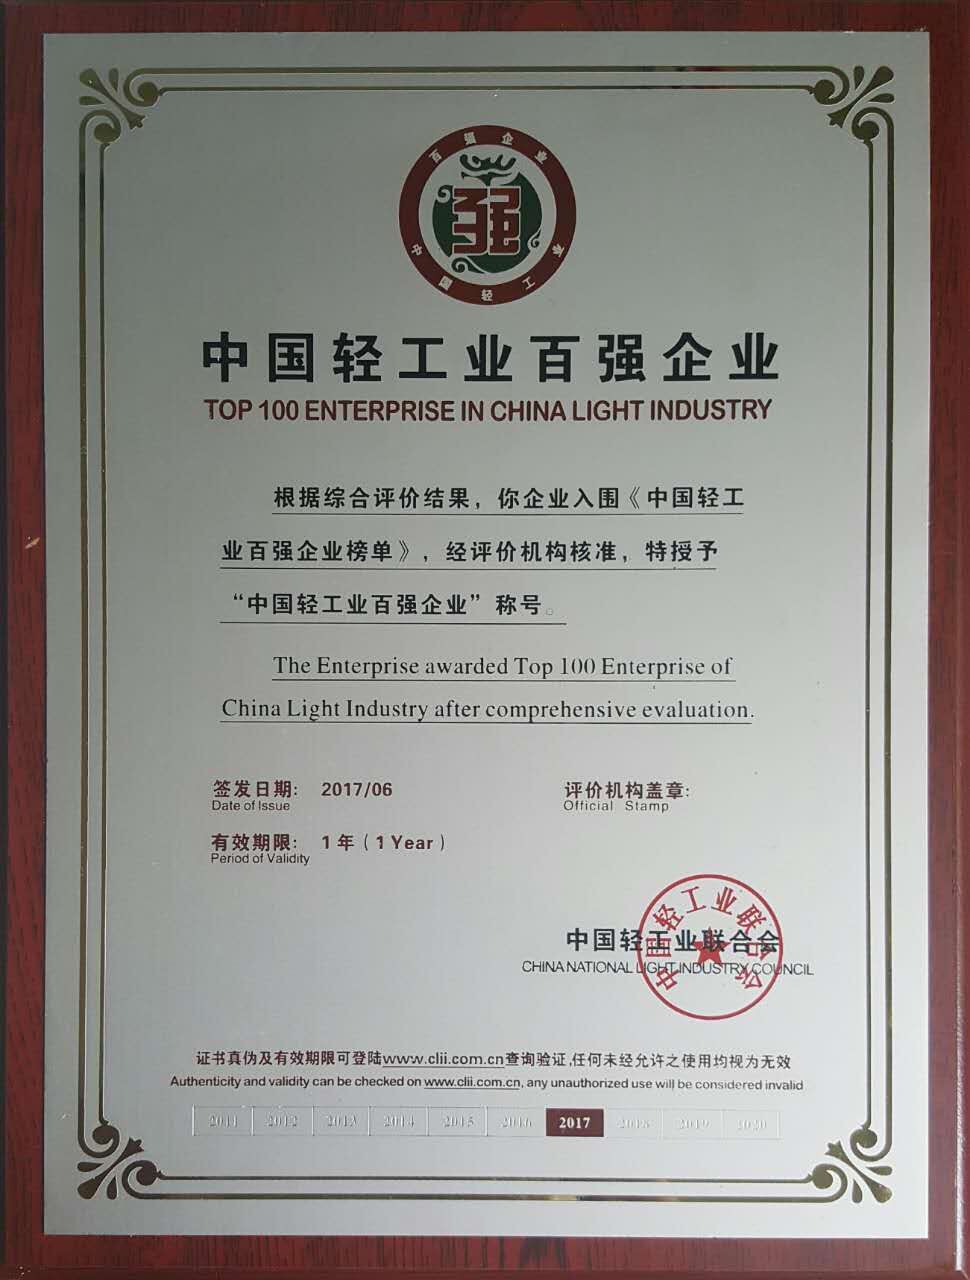 百强企业
强
中国轻工业
中国轻工业百强企业
TOP 100 ENTERPRISE IN CHINA LIGHT INDUSTRY
根据综合评价结果，你企业入围《中国轻工
业百强企业榜单》，经评价机构核准，特授予
“中国轻工业百强企业”称号。
The Enterprise awarded Top 100 Enterprise of
China Light Industry after comprehensive evaluation.
签发日期： 2017/06
Date of Issue
评价机构盖章:
Official Stamp
有效期限： 1 年（1 Year）
Period of Validity
中国轻工业联合会
中国轻工业联合会
CHINA NATIONAL LIGHT INDUSTRY COUNCIL
证书真伪及有效期限可登陆www.clii.com.cn查询验证,任何未经允许之使用均视为无效
Authenticity and validity can be checked on www.clii.com.cn, any unauthorized use will be considered invalid
2011 2012 2013 2014 2015 2016 2017 2018 2019 2020